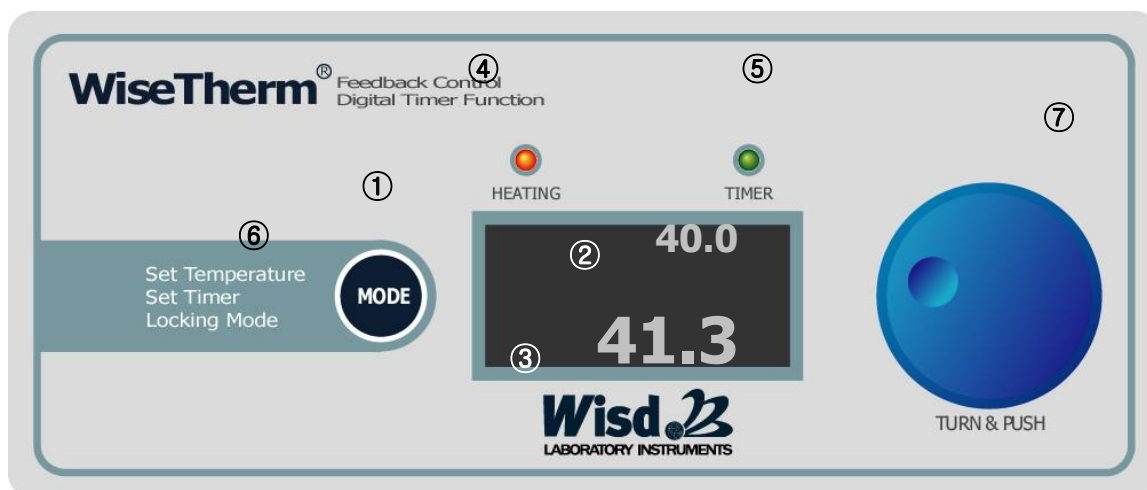 ④
⑤
WiseTherm® Feedback Control
Digital Timer Function
⑦
①
HEATING
TIMER
⑥
② 40.0
Set Temperature
Set Timer
Locking Mode
MODE
③ 41.3
Wisd
LABORATORY INSTRUMENTS
TURN & PUSH